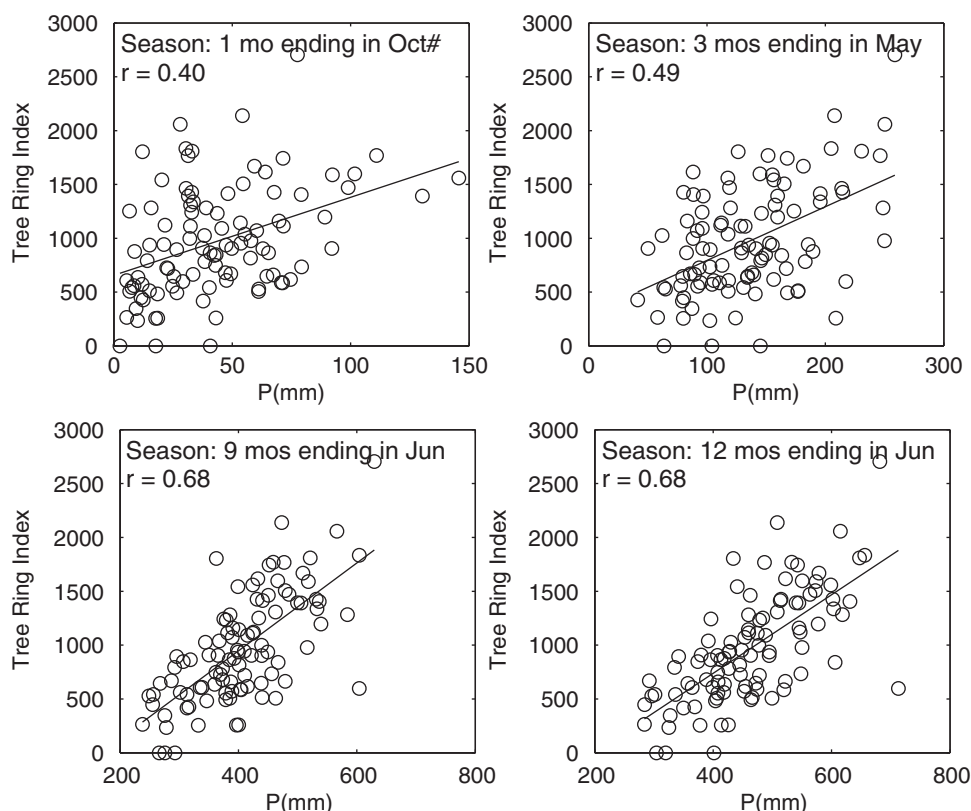 Season: 1 mo ending in Oct#
r = 0.40
Tree Ring Index
3000
2500
2000
1500
1000
500
0
0 50 100 150
P(mm)
Season: 3 mos ending in May
r = 0.49
Tree Ring Index
3000
2500
2000
1500
1000
500
0
0 100 200 300
P(mm)
Season: 9 mos ending in Jun
r = 0.68
Tree Ring Index
3000
2500
2000
1500
1000
500
0
200 400 600 800
P(mm)
Season: 12 mos ending in Jun
r = 0.68
Tree Ring Index
3000
2500
2000
1500
1000
500
0
200 400 600 800
P(mm)